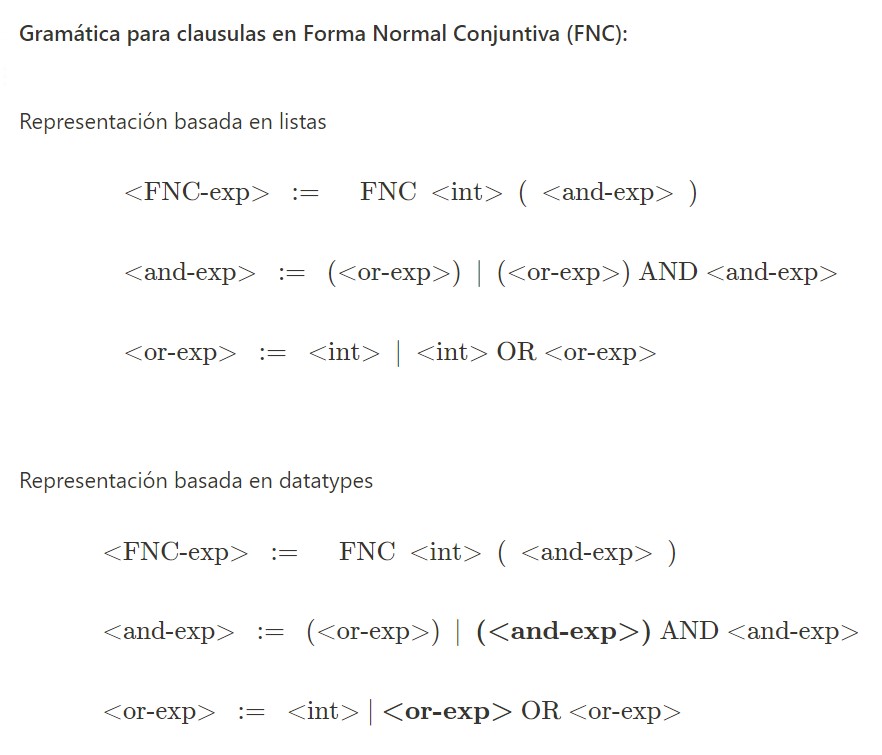 Gramática para clausulas en Forma Normal Conjuntiva (FNC):
Representación basada en listas
<FNC-exp> := FNC <int> ( <and-exp> )
<and-exp> := (<or-exp>) | (<or-exp>) AND <and-exp>
<or-exp> := <int> | <int> OR <or-exp>
Representación basada en datatypes
<FNC-exp> := FNC <int> ( <and-exp> )
<and-exp> := (<or-exp>) | (<and-exp>) AND <and-exp>
<or-exp> := <int> | <or-exp> OR <or-exp>